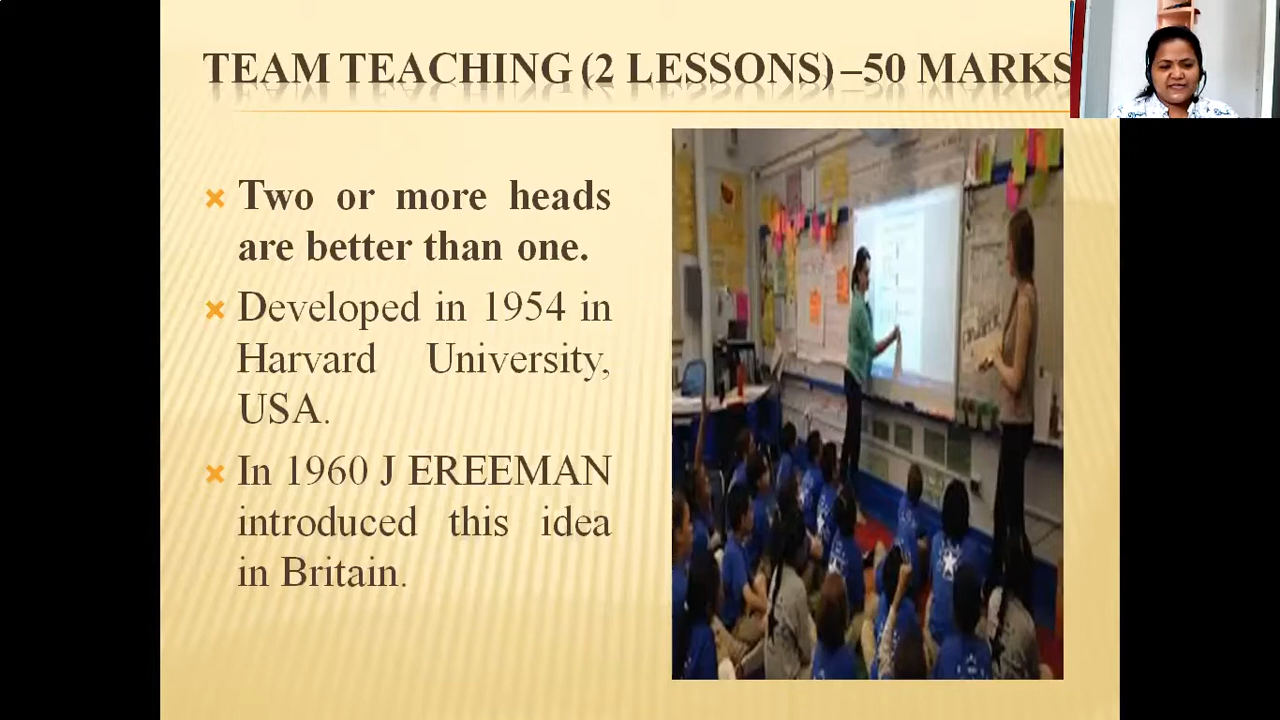 TEAM TEACHING (2 LESSONS) –50 MARKS
Two or more heads
are better than one.
Developed in 1954 in
Harvard University,
USA.
In 1960 J EREEMAN
introduced this idea
in Britain.